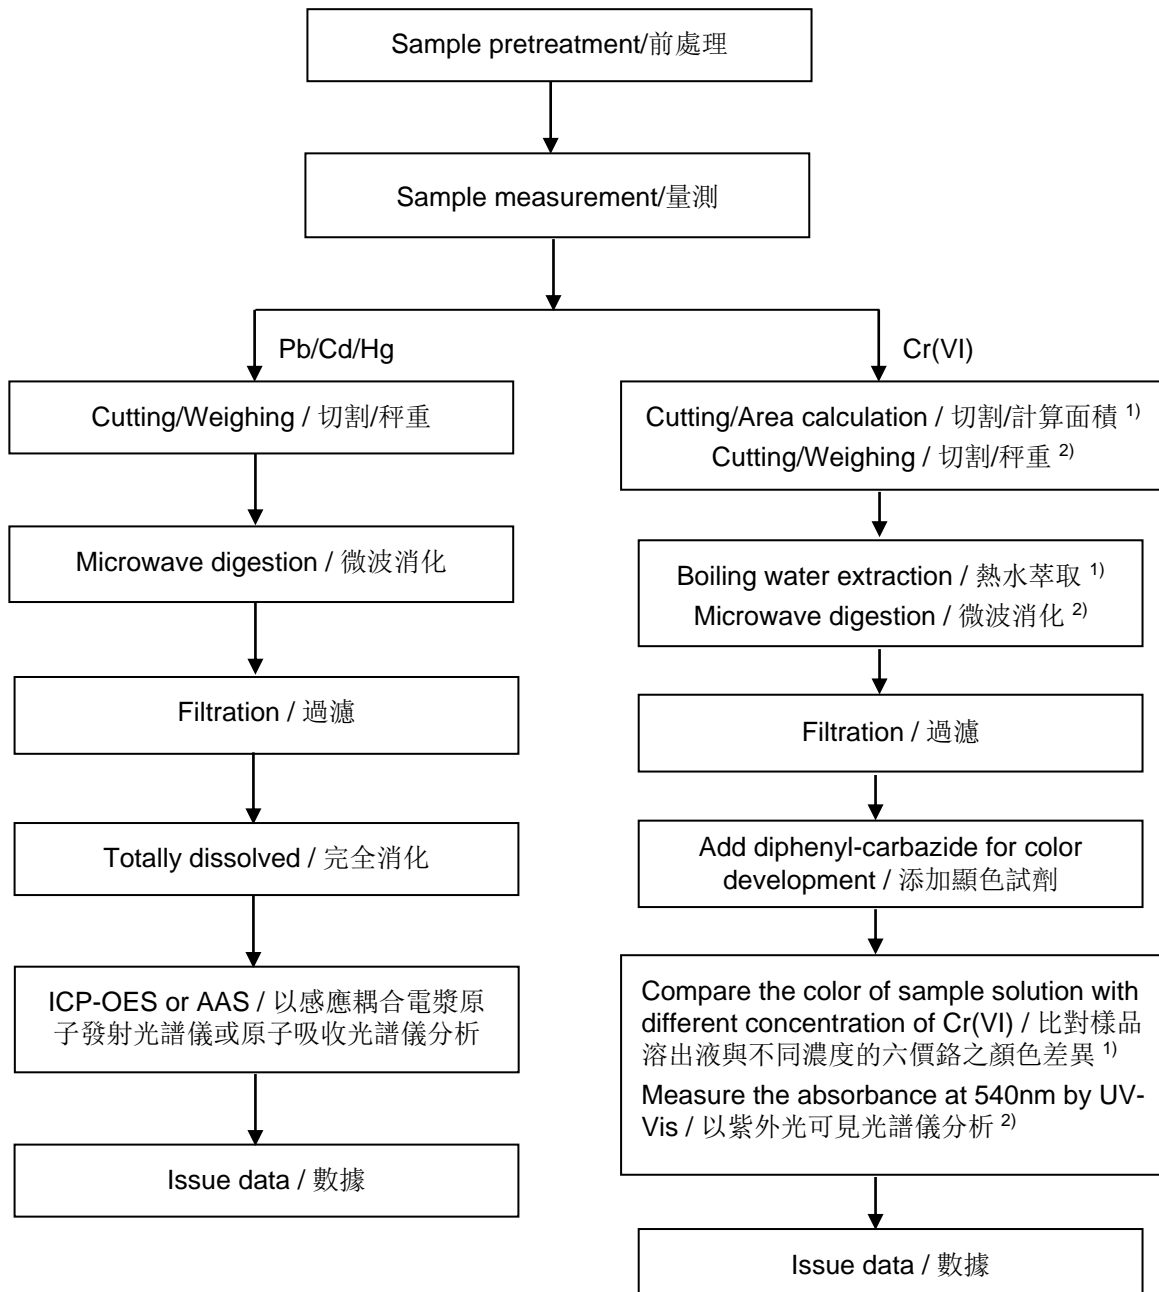 Sample pretreatment/前處理
Sample measurement/量測
Pb/Cd/Hg
Cutting/Weighing / 切割/秤重
Microwave digestion / 微波消化
Filtration / 過濾
Totally dissolved / 完全消化
ICP-OES or AAS / 以感應耦合電漿原
子發射光譜儀或原子吸收光譜儀分析
Issue data / 數據
Cr(VI)
Cutting/Area calculation / 切割/計算面積 1)
Cutting/Weighing / 切割/秤重 2)
Boiling water extraction / 熱水萃取 1)
Microwave digestion / 微波消化 2)
Filtration / 過濾
Add diphenyl-carbazide for color
development / 添加顯色試劑
Compare the color of sample solution with
different concentration of Cr(VI) / 比對樣品
溶出液與不同濃度的六價鉻之顏色差異 1)
Measure the absorbance at 540nm by UV-
Vis / 以紫外光可見光譜儀分析 2)
Issue data / 數據